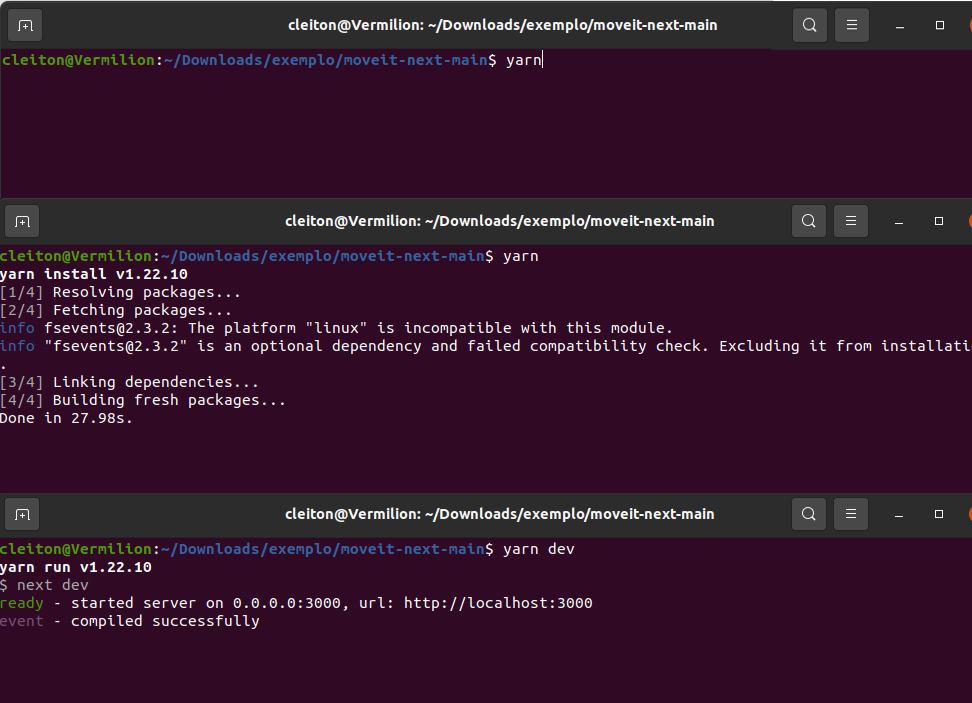 cleiton@Vermilion: ~/Downloads/exemplo/moveit-next-main
cleiton@Vermilion:~/Downloads/exemplo/moveit-next-main$ yarn
cleiton@Vermilion: ~/Downloads/exemplo/moveit-next-main
cleiton@Vermilion:~/Downloads/exemplo/moveit-next-main$ yarn
yarn install v1.22.10
[1/4] Resolving packages...
[2/4] Fetching packages...
info fsevents@2.3.2: The platform "linux" is incompatible with this module.
info "fsevents@2.3.2" is an optional dependency and failed compatibility check. Excluding it from installati
.
[3/4] Linking dependencies...
[4/4] Building fresh packages...
Done in 27.98s.
cleiton@Vermilion: ~/Downloads/exemplo/moveit-next-main
cleiton@Vermilion:~/Downloads/exemplo/moveit-next-main$ yarn dev
yarn run v1.22.10
$ next dev
ready - started server on 0.0.0.0:3000, url: http://localhost:3000
event - compiled successfully